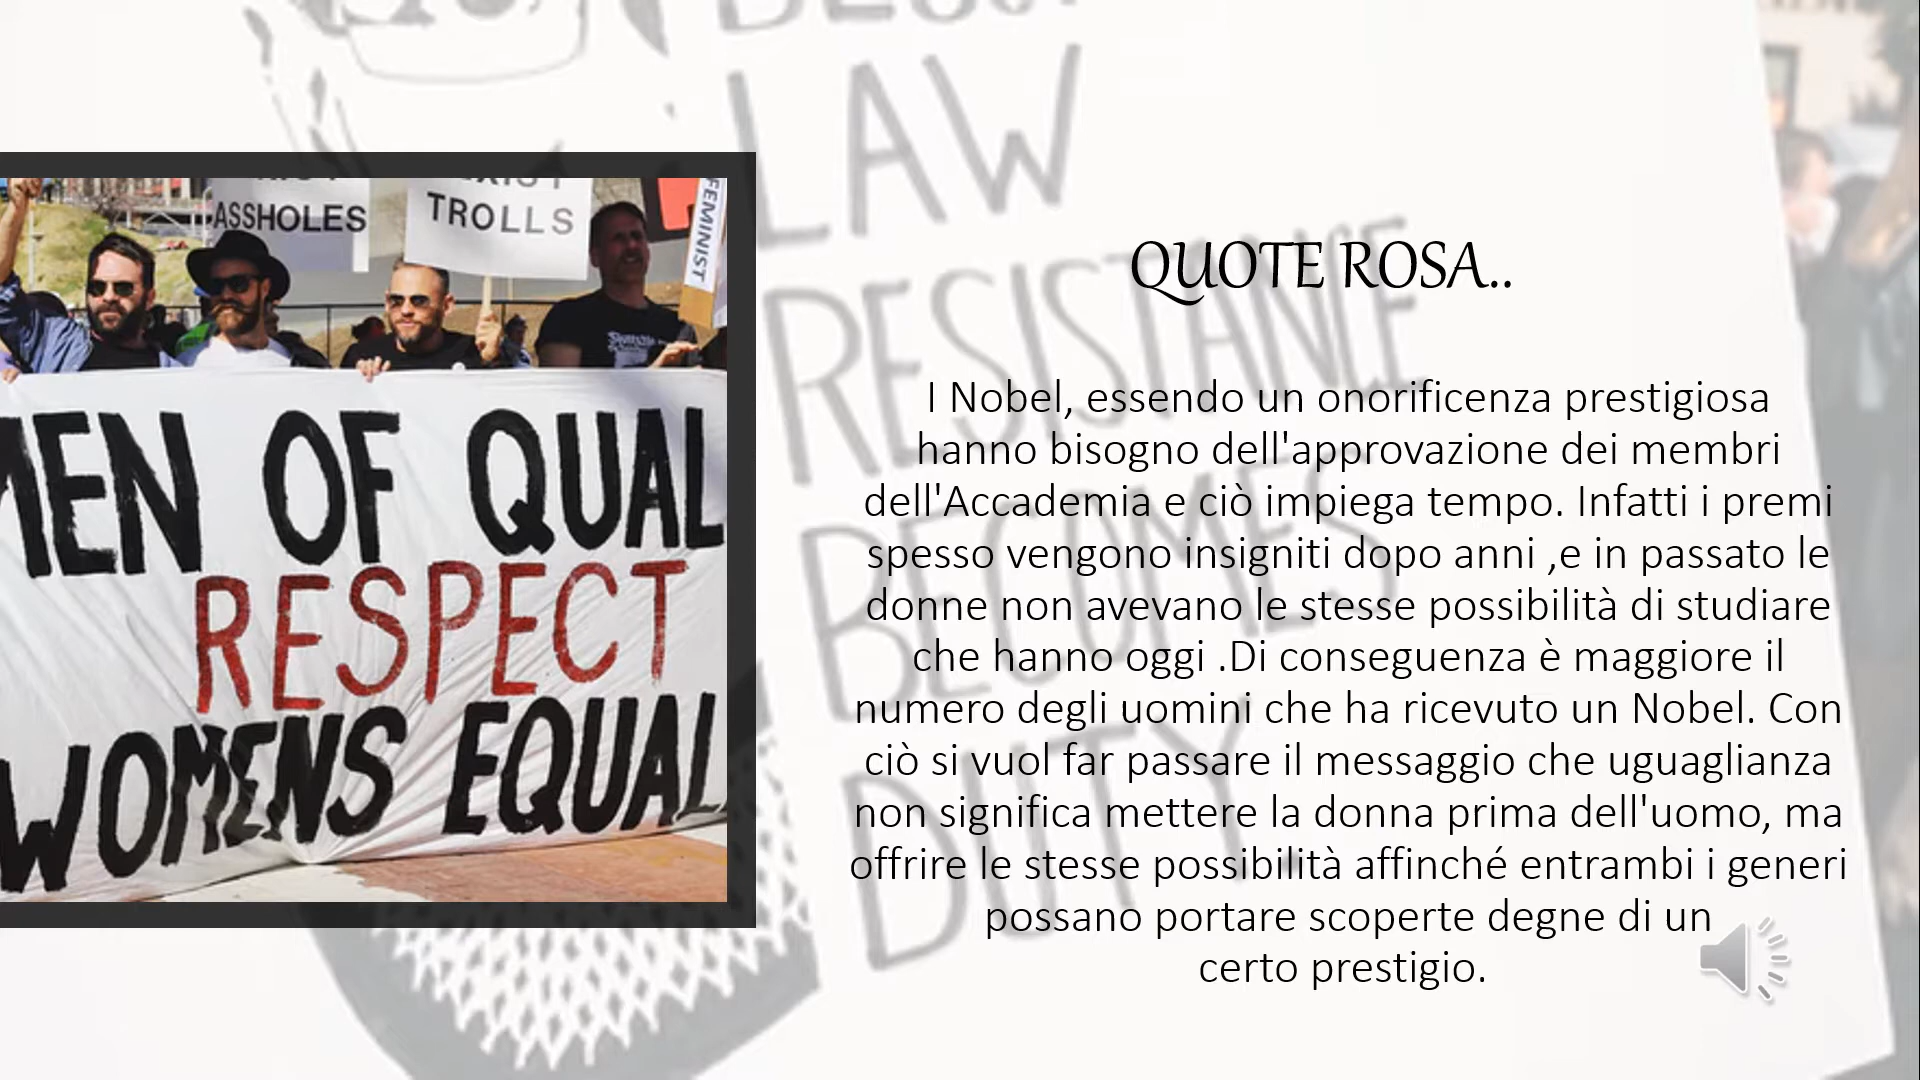 LAW
RESISTANCE
BECOMES
DUTY.
ASSHOLES
TROLLS
FEMINIST
MEN OF QUAL
RESPECT
WOMENS EQUAL
QUOTE ROSA..
I Nobel, essendo un onorificenza prestigiosa
hanno bisogno dell'approvazione dei membri
dell'Accademia e ciò impiega tempo. Infatti i premi
spesso vengono insigniti dopo anni ,e in passato le
donne non avevano le stesse possibilità di studiare
che hanno oggi .Di conseguenza è maggiore il
numero degli uomini che ha ricevuto un Nobel. Con
ciò si vuol far passare il messaggio che uguaglianza
non significa mettere la donna prima dell'uomo, ma
offrire le stesse possibilità affinché entrambi i generi
possano portare scoperte degne di un
certo prestigio.